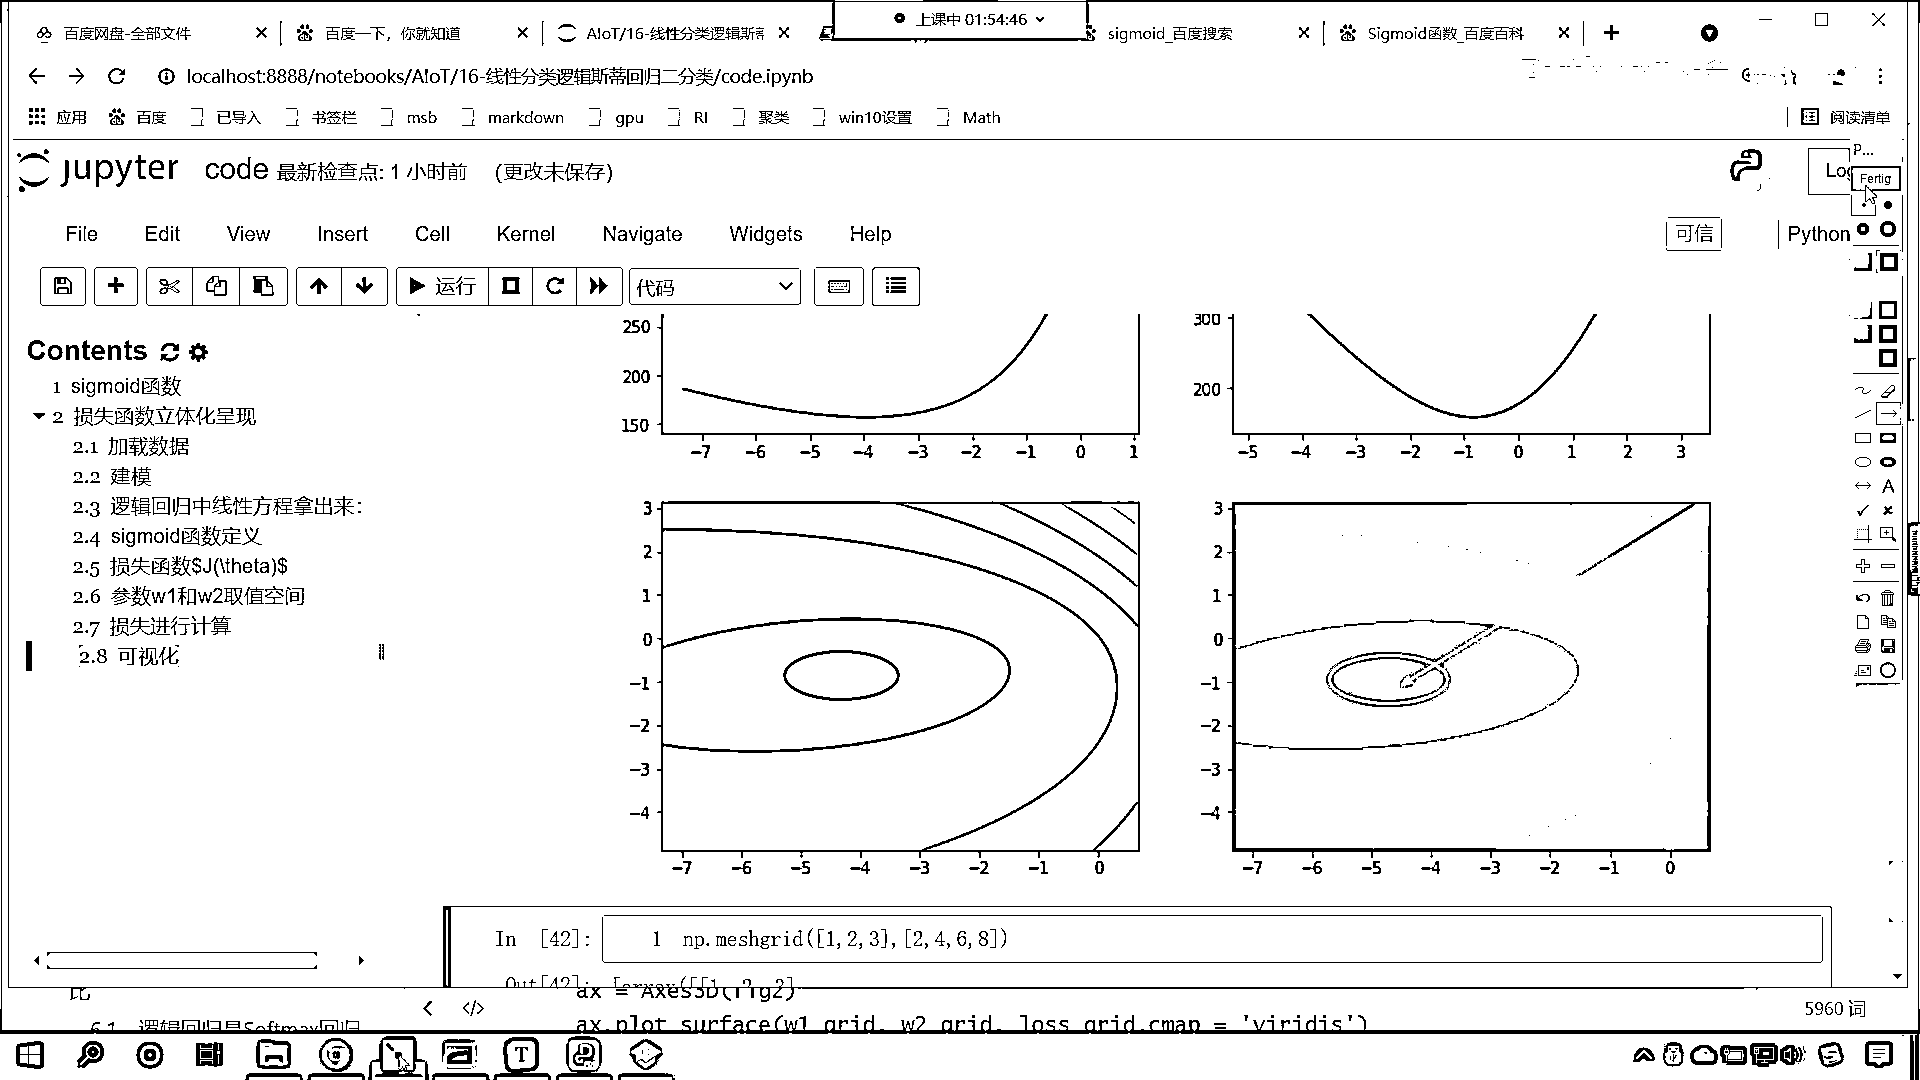 上课中 01:54:46
百度网盘-全部文件
百度一下，你就知道
AIoT/16-线性分类逻辑斯蒂
sigmoid_百度搜索
Sigmoid函数_百度百科
localhost:8888/notebooks/AIoT/16-线性分类逻辑斯蒂回归二分类/code.ipynb
应用 百度 已导入 书签栏 msb markdown gpu RI 聚类 win10设置 Math 阅读清单
P...
jupyter code 最新检查点: 1 小时前 (更改未保存)
Fertig
File Edit View Insert Cell Kernel Navigate Widgets Help 可信 Python
运行 代码
Contents
1 sigmoid函数
2 损失函数立体化呈现
2.1 加载数据
2.2 建模
2.3 逻辑回归中线性方程拿出来:
2.4 sigmoid函数定义
2.5 损失函数$J(\theta)$
2.6 参数w1和w2取值空间
2.7 损失进行计算
2.8 可视化
250
200
150
−7 −6 −5 −4 −3 −2 −1 0 1
300
200
−5 −4 −3 −2 −1 0 1 2 3
3
2
1
0
−1
−2
−3
−4
−7 −6 −5 −4 −3 −2 −1 0
3
2
1
0
−1
−2
−3
−4
−7 −6 −5 −4 −3 −2 −1 0
In [42]: 1 np.meshgrid([1,2,3],[2,4,6,8])
ax = Axes3D(fig2)
5960 词
6.1 逻辑回归是Softmax回归
ax.plot_surface(w1_grid, w2_grid, loss_grid,cmap = 'viridis')